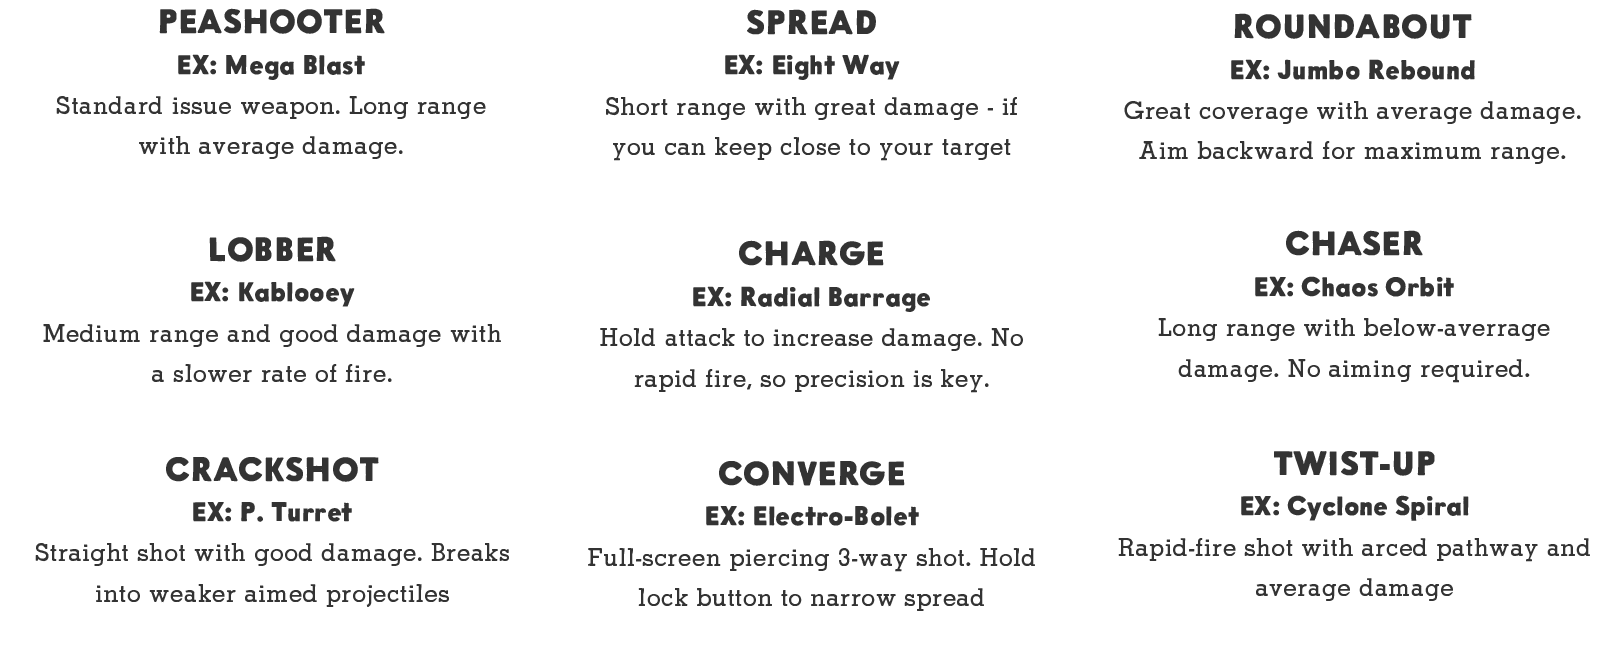 PEASHOOTER
EX: Mega Blast
Standard issue weapon. Long range
with average damage.
SPREAD
EX: Eight Way
Short range with great damage - if
you can keep close to your target
ROUNDABOUT
EX: Jumbo Rebound
Great coverage with average damage.
Aim backward for maximum range.
LOBBER
EX: Kablooey
Medium range and good damage with
a slower rate of fire.
CHARGE
EX: Radial Barrage
Hold attack to increase damage. No
rapid fire, so precision is key.
CHASER
EX: Chaos Orbit
Long range with below-averrage
damage. No aiming required.
CRACKSHOT
EX: P. Turret
Straight shot with good damage. Breaks
into weaker aimed projectiles
CONVERGE
EX: Electro-Bolet
Full-screen piercing 3-way shot. Hold
lock button to narrow spread
TWIST-UP
EX: Cyclone Spiral
Rapid-fire shot with arced pathway and
average damage